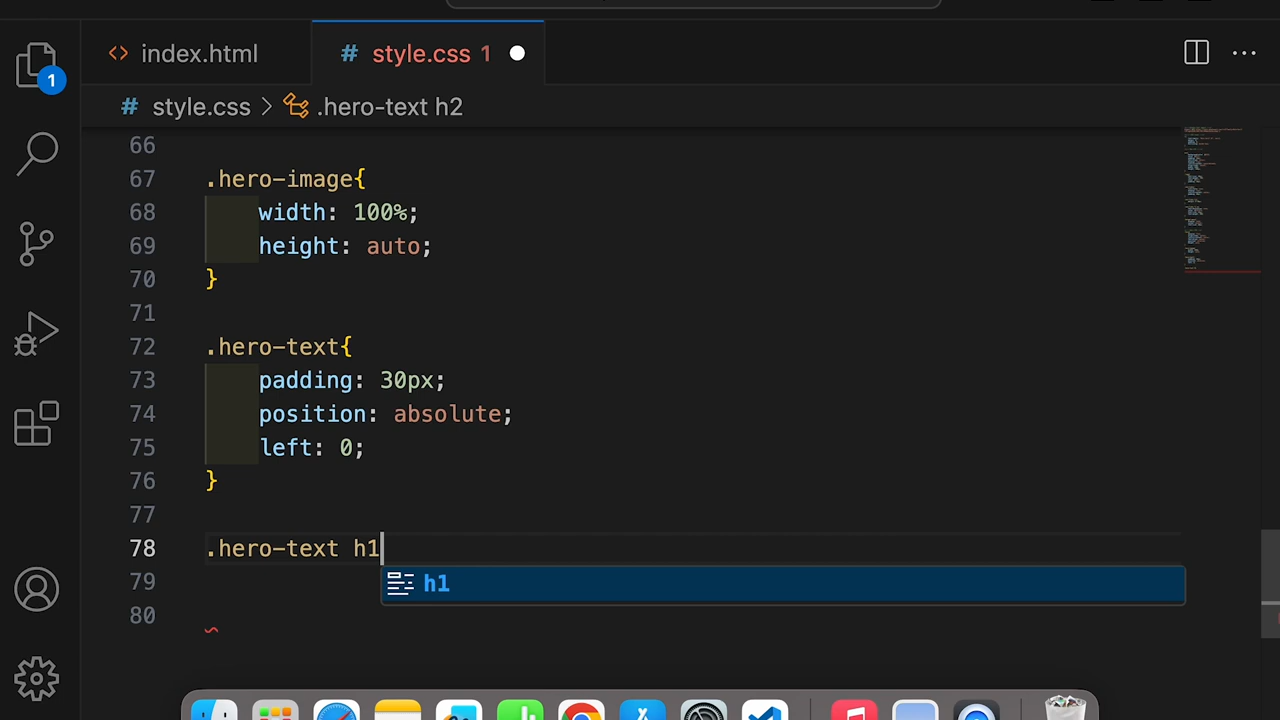 index.html
# style.css 1
1
# style.css > .hero-text h2
66
67 .hero-image{
68 width: 100%;
69 height: auto;
70 }
71
72 .hero-text{
73 padding: 30px;
74 position: absolute;
75 left: 0;
76 }
77
78 .hero-text h1
h1
79
80